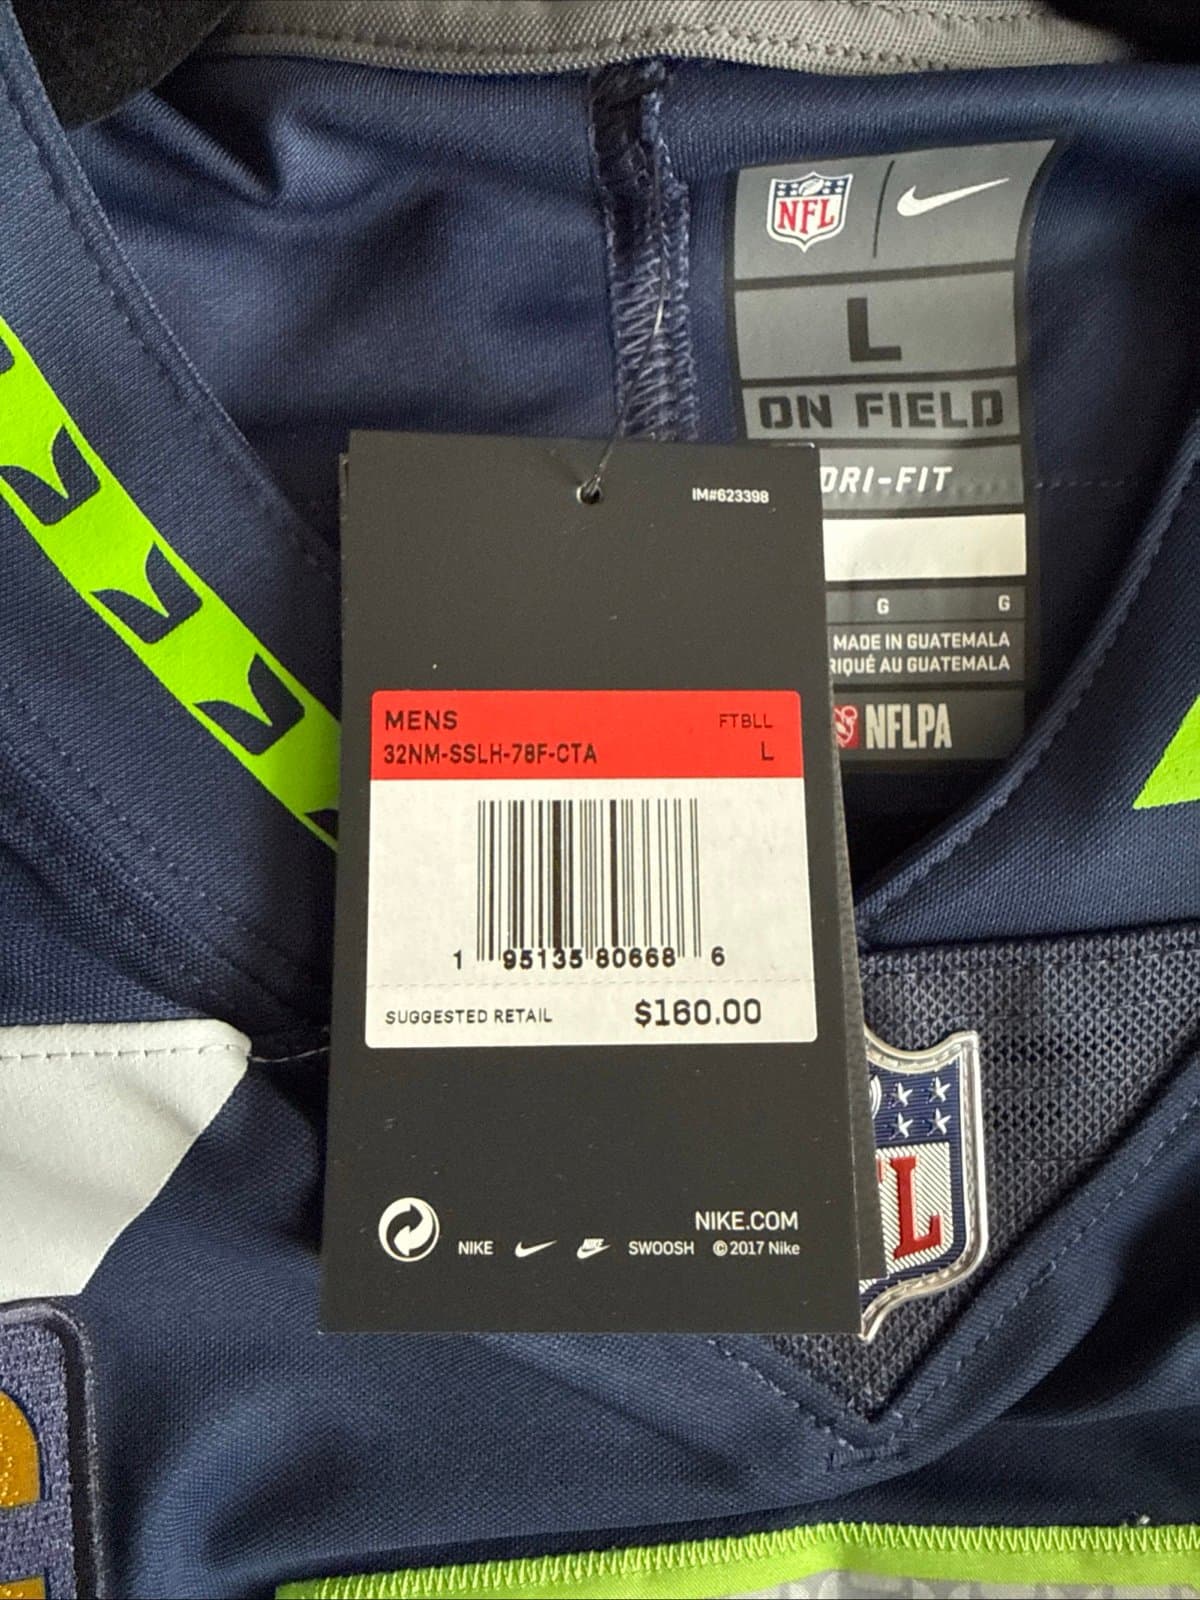 NFL
L
ON FIELD
DRI-FIT
G G
MADE IN GUATEMALA
RIQUÉ AU GUATEMALA
NFLPA
IM#623398
MENS FTBLL
32NM-SSLH-78F-CTA L
1 95135 80668 6
SUGGESTED RETAIL $160.00
NIKE.COM
NIKE SWOOSH ©2017 Nike
L